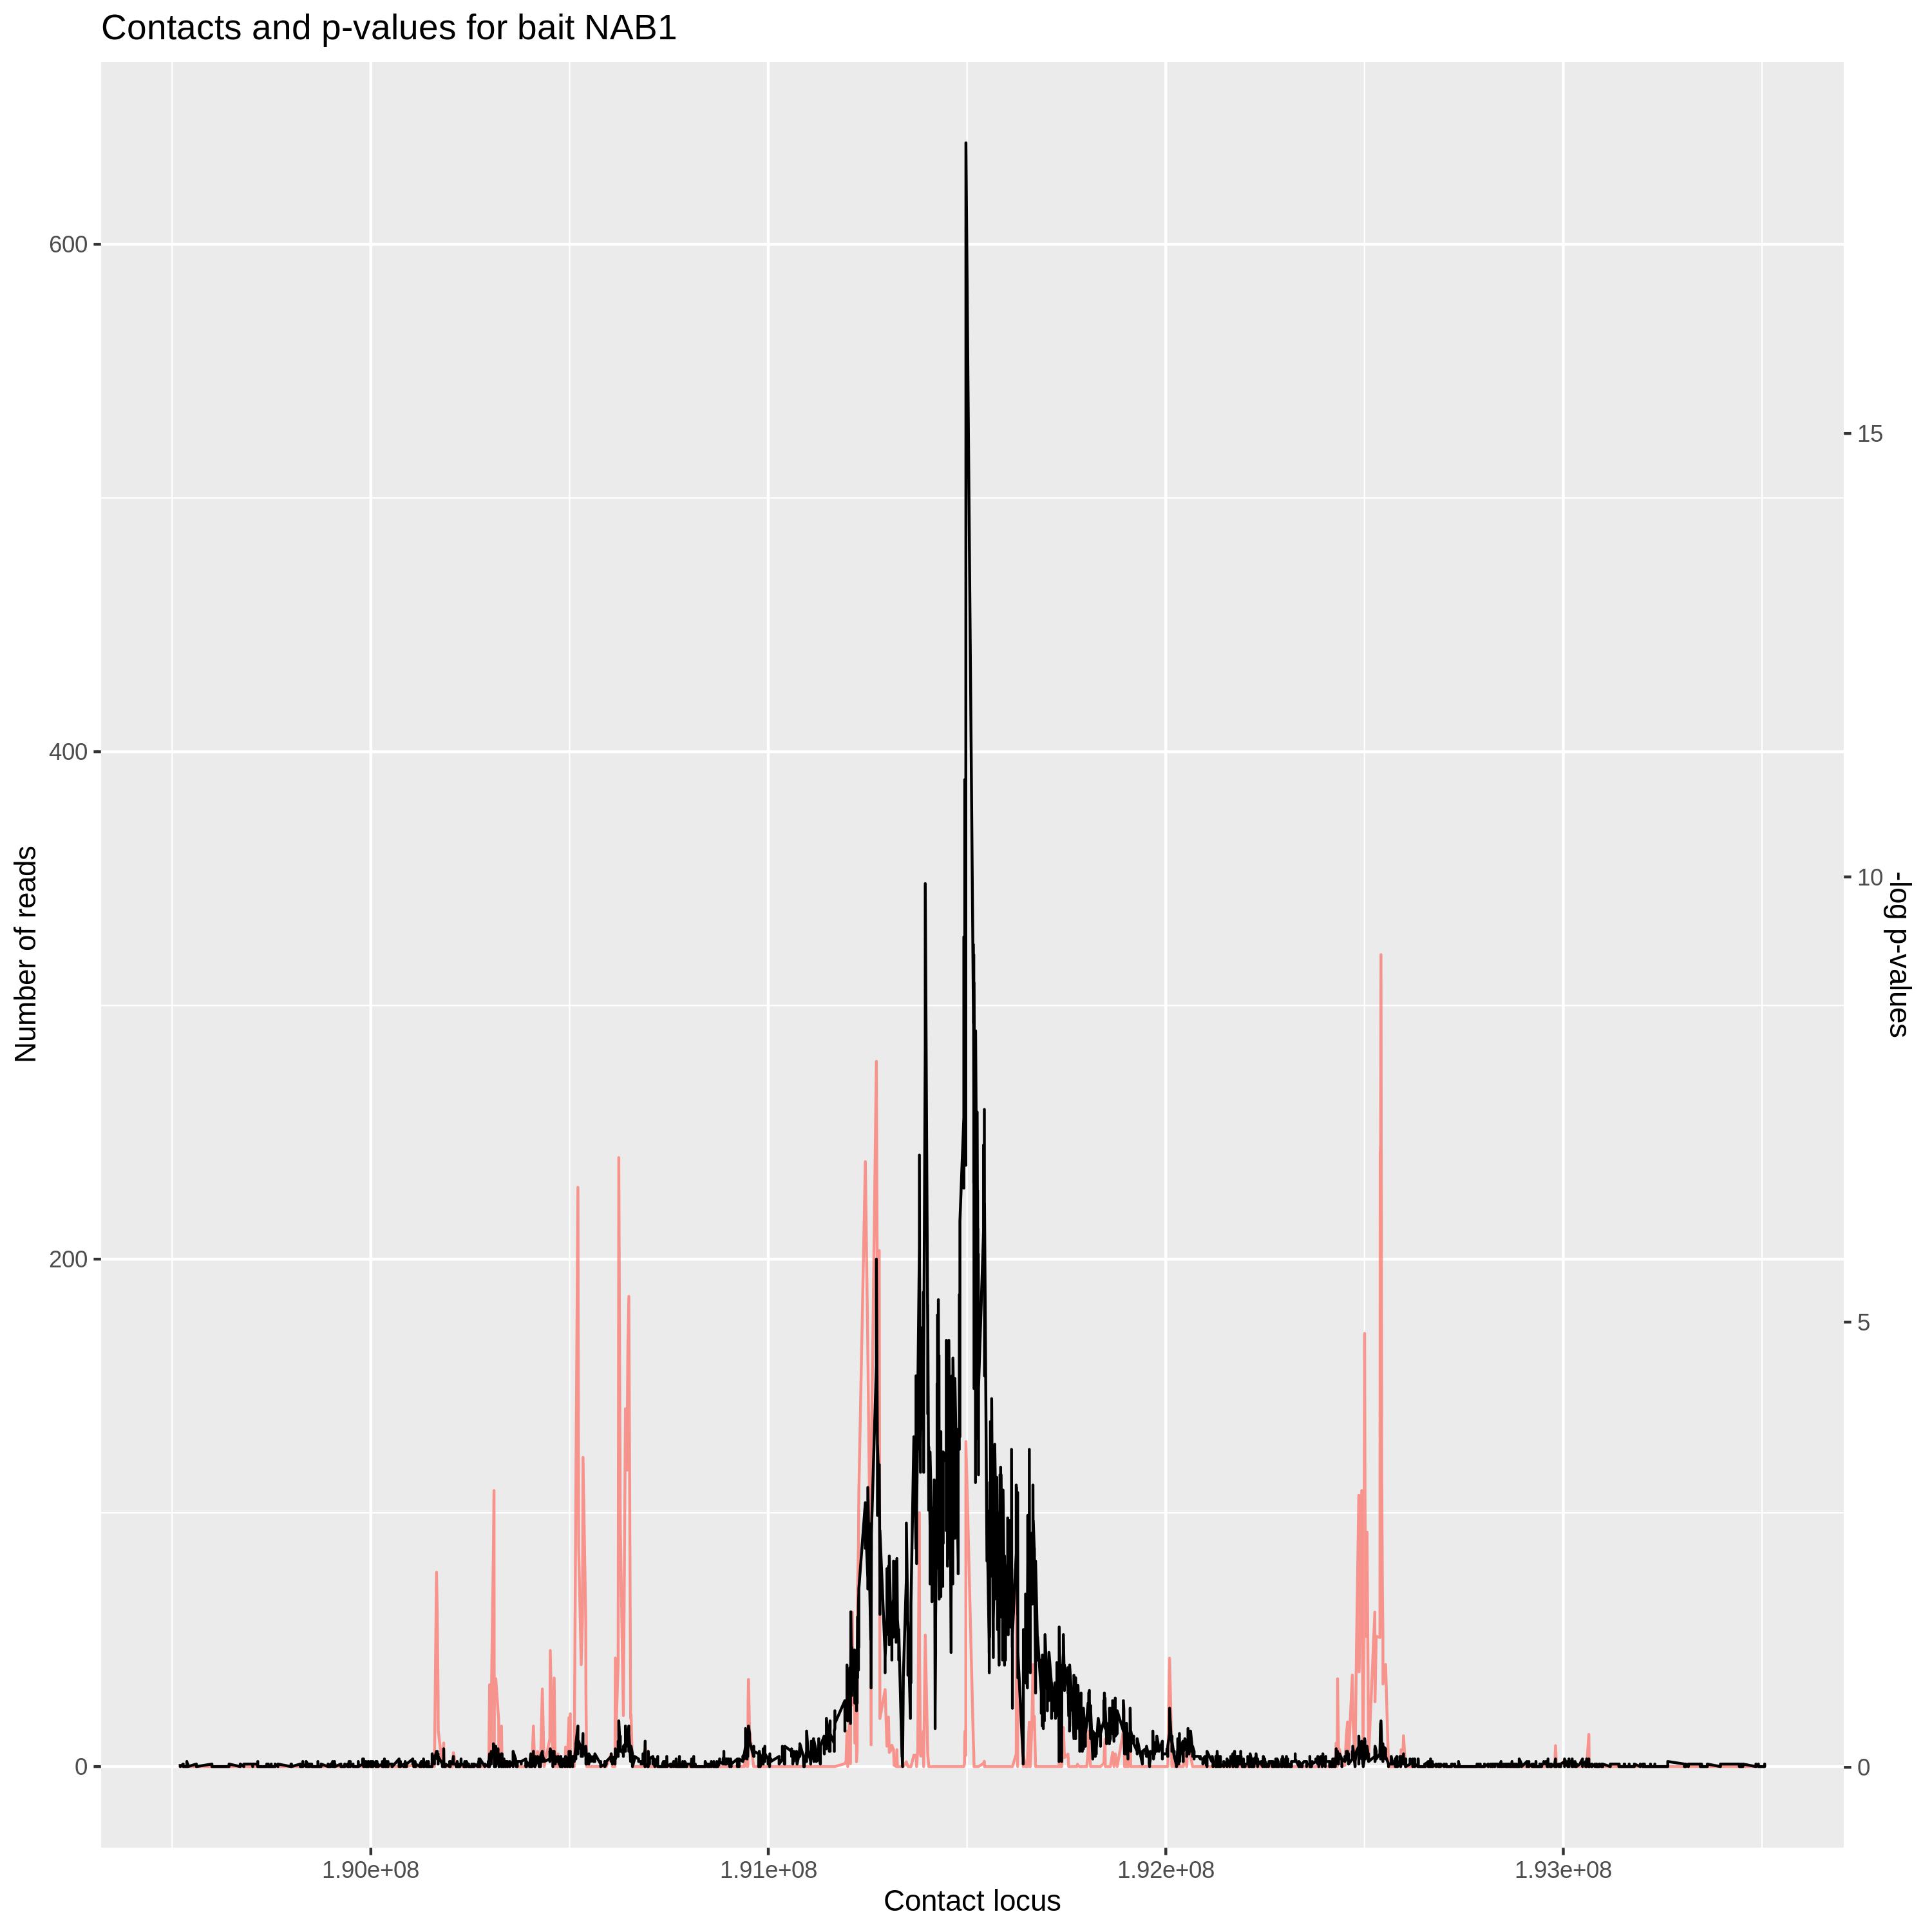 Contacts and p-values for bait NAB1
600
400
200
0
Number of reads
15
10
5
0
-log p-values
1.90e+08
1.91e+08
1.92e+08
1.93e+08
Contact locus